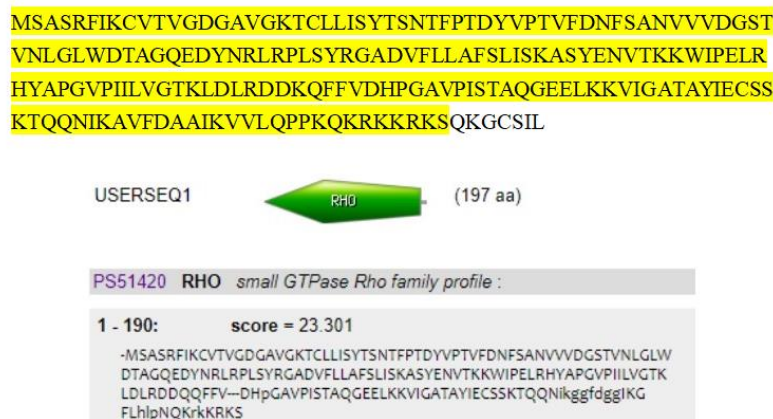 MSASRFIKCVTVGDGAVGKTCLLISYTSNTFPTDYVPTVFDNFSANVVVDGST
VNLGLWDTAGQEDYNRLRPLSYRGADVFLLAFSLISKASYENVTKKWIPELR
HYAPGVPIILVGTKLDLRDDKQFFVDHPGAVPISTAQGEELKKVIGATAYIECSS
KTQQNIKAVFDAAIKVVLQPPKQKRKKRKSQKGCSIL
USERSEQ1 RHO (197 aa)
PS51420 RHO small GTPase Rho family profile :
1 - 190: score = 23.301
-MSASRFIKCVTVGDGAVGKTCLLISYTSNTFPTDYVPTVFDNFSANVVVDGSTVNLGLW
DTAGQEDYNRLRPLSYRGADVFLLAFSLISKASYENVTKKWIPELRHYAPGVPIILVGTK
LDLRDDQQFFV---DHpGAVPISTAQGEELKKVIGATAYIECSSKTQQNikggfdggIKG
FLhlpNQKrkKRKS